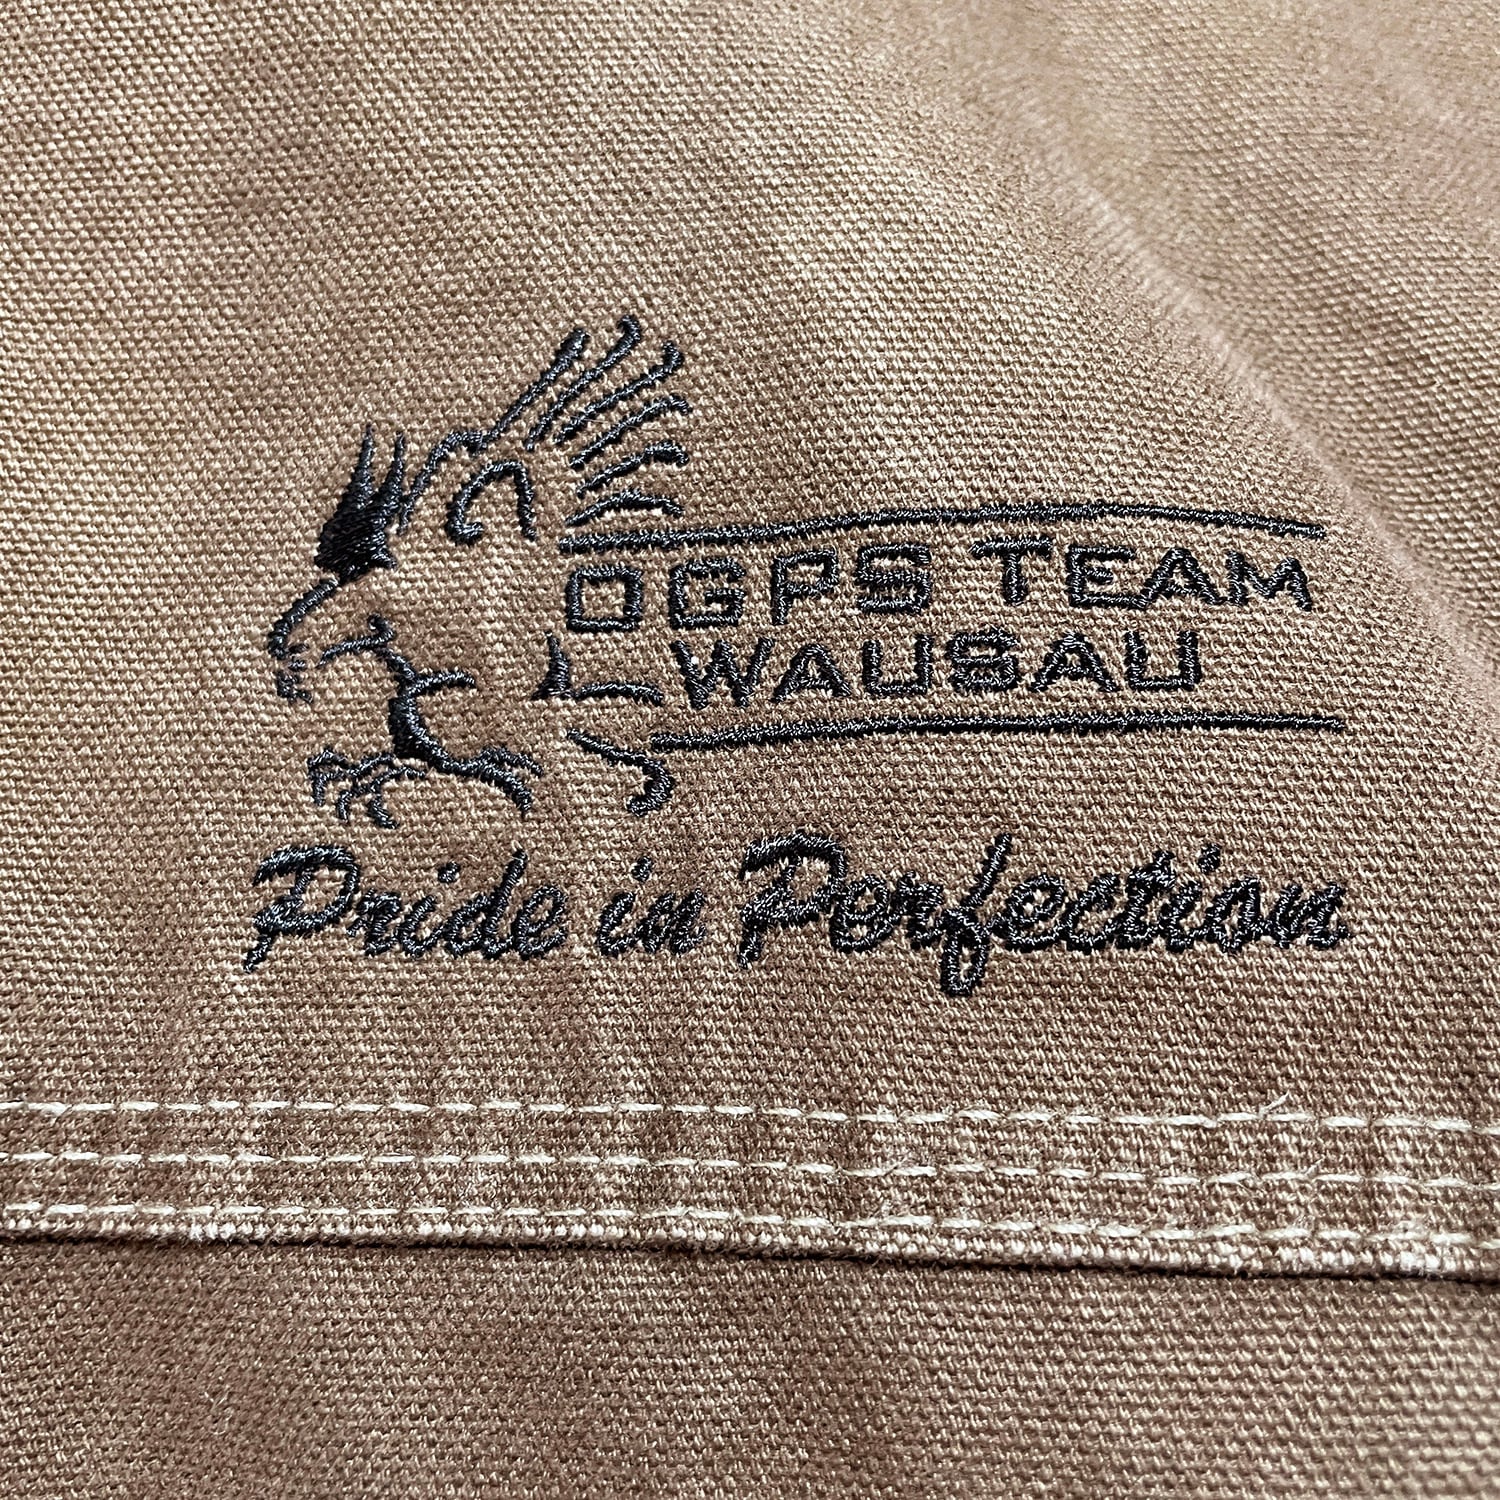 OGPS TEAM
WAUSAU
Pride in Perfection